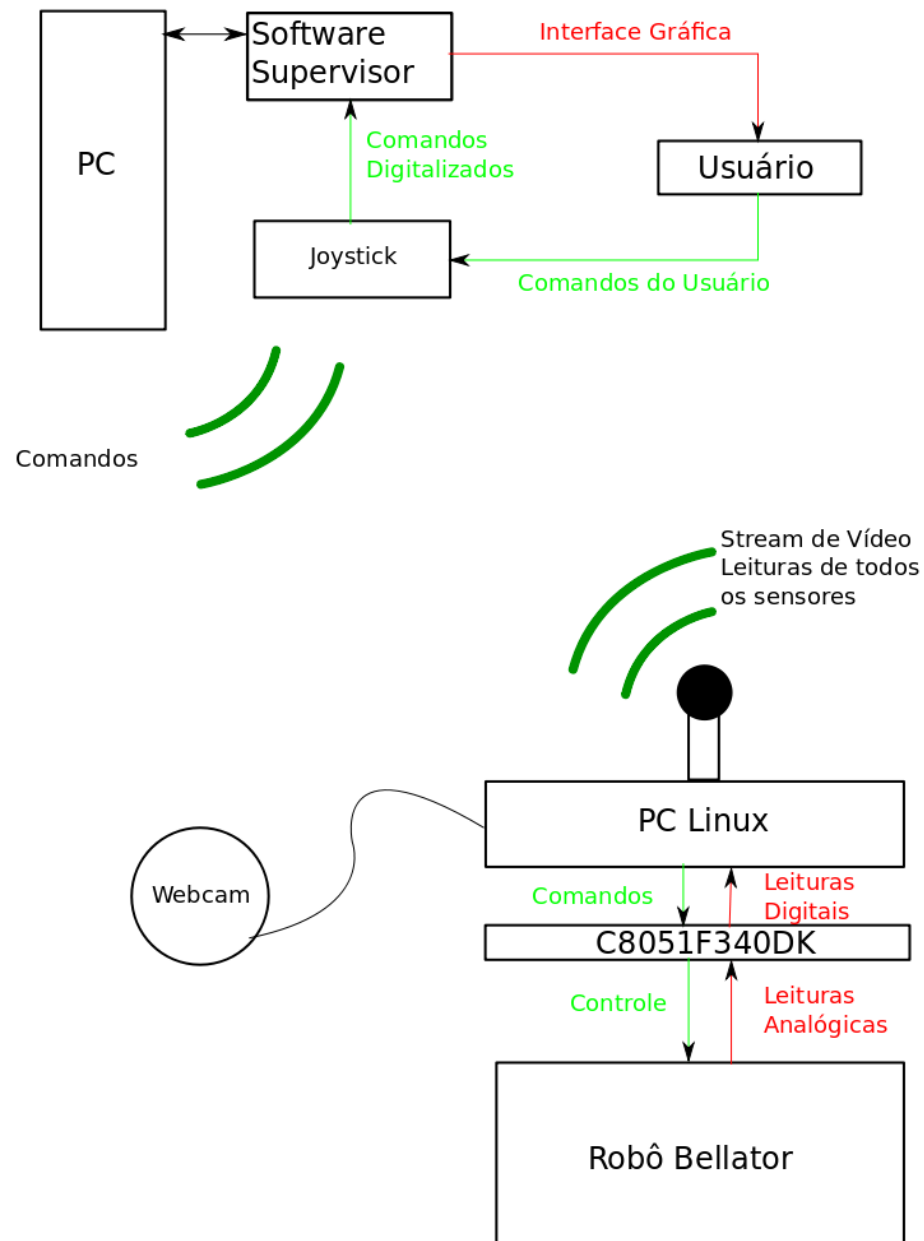 Software
Supervisor
Interface Gráfica
PC
Comandos
Digitalizados
Usuário
Joystick
Comandos do Usuário
Comandos
Stream de Vídeo
Leituras de todos
os sensores
PC Linux
Webcam
Comandos
Leituras
Digitais
C8051F340DK
Controle
Leituras
Analógicas
Robô Bellator